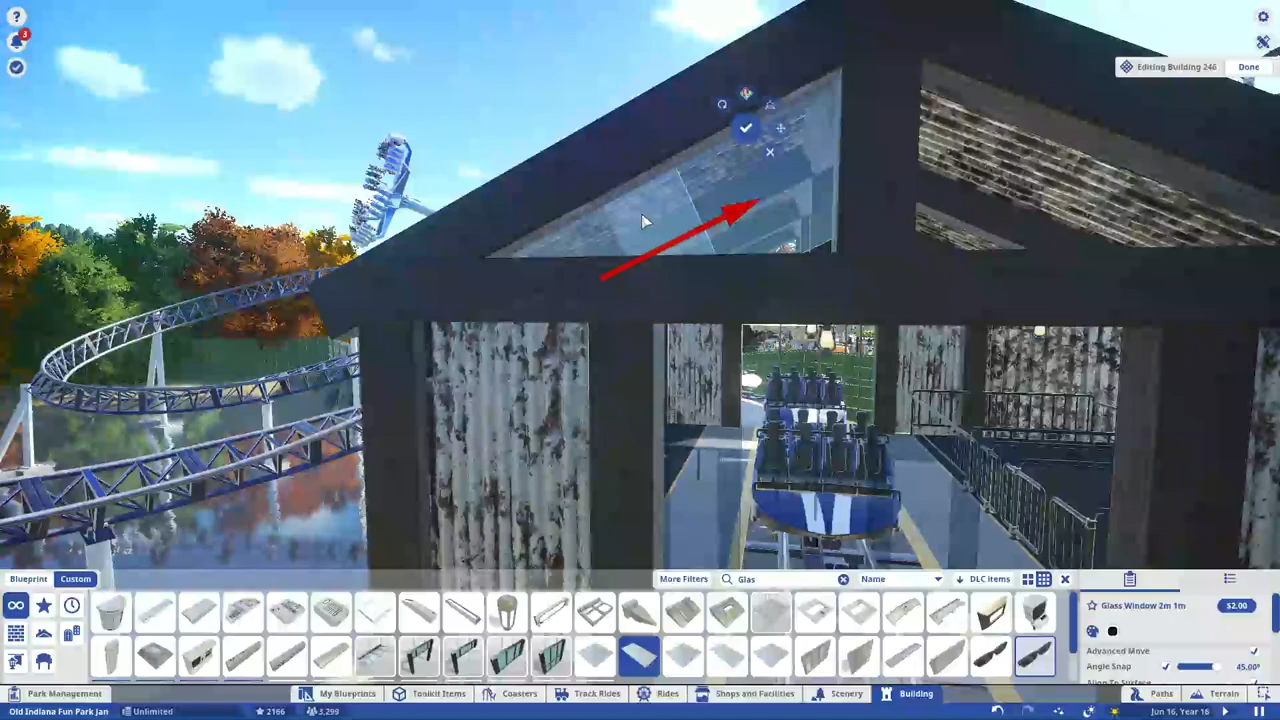 ?
3
Editing Building 246 Done
Blueprint Custom More Filters Glas Name DLC Items
Glass Window 2m 1m $2.00
Advanced Move
Angle Snap 45.00°
Park Management My Blueprints Toolkit Items Coasters Track Rides Rides Shops and Facilities Scenery Building Paths Terrain
Old Indiana Fun Park Jan Unlimited 2166 3,299 Jun 16, Year 16